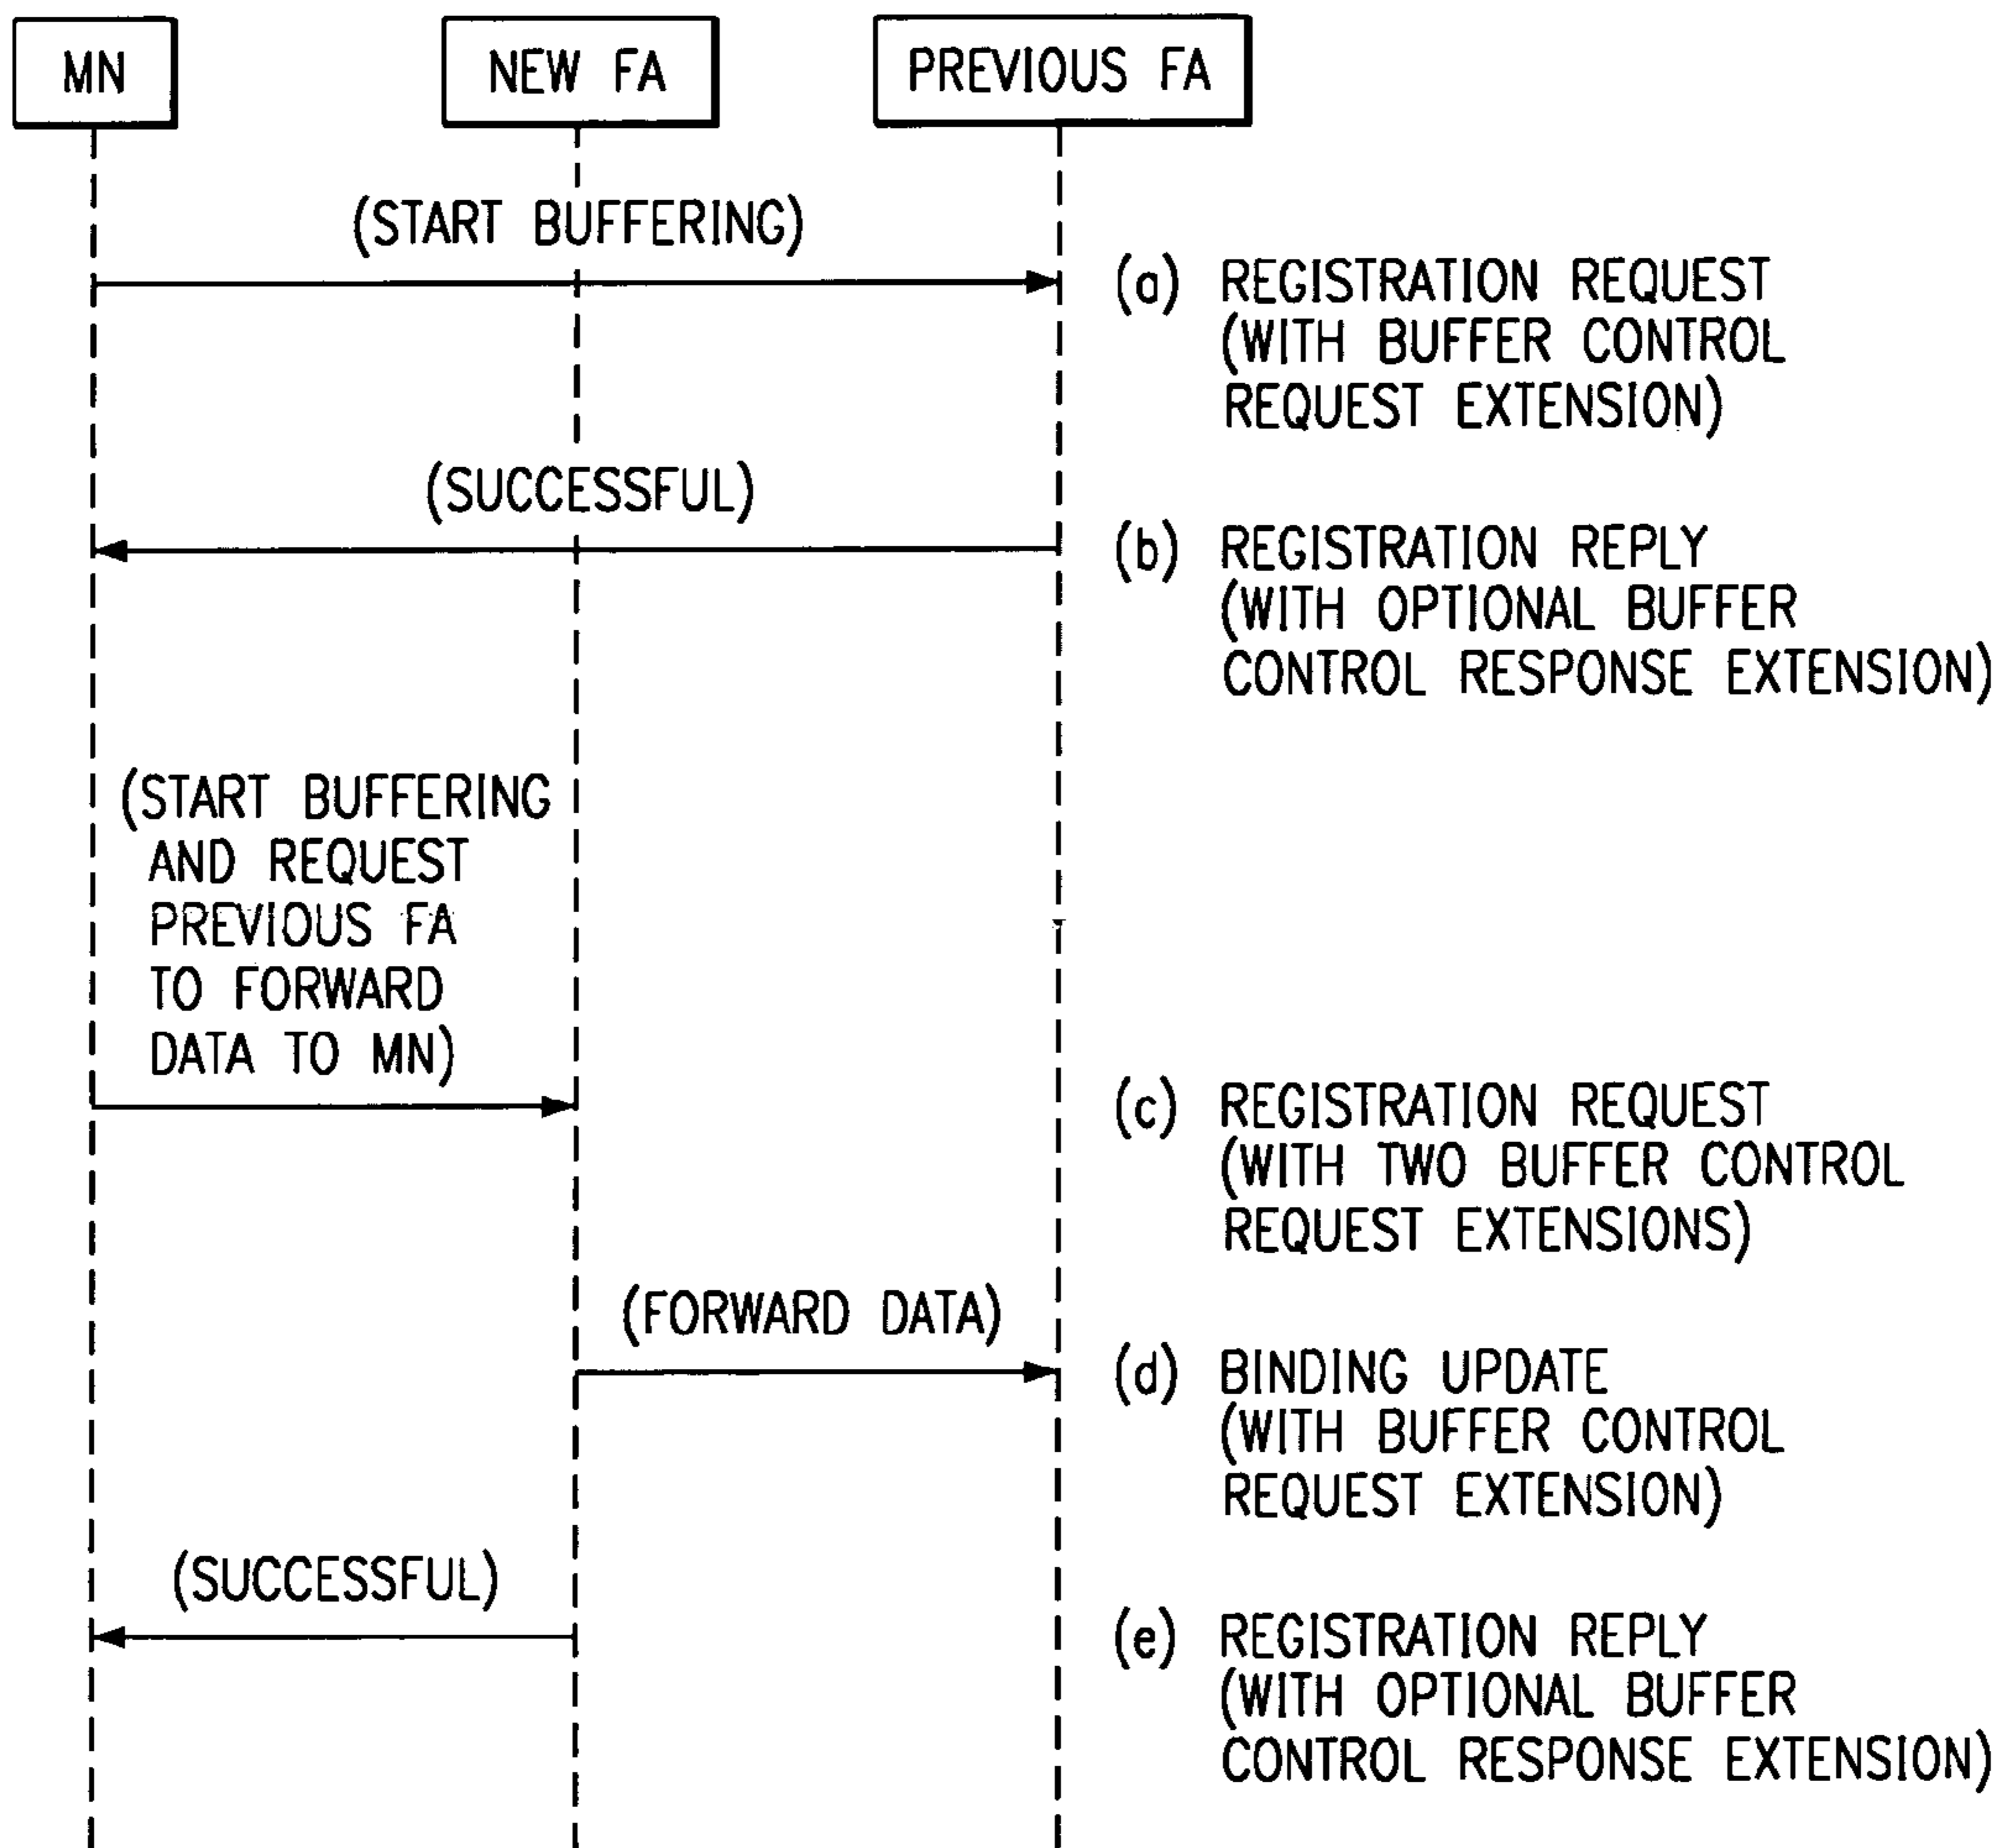 MN
NEW FA
PREVIOUS FA
(START BUFFERING)
(a) REGISTRATION REQUEST
(WITH BUFFER CONTROL
REQUEST EXTENSION)
(SUCCESSFUL)
(b) REGISTRATION REPLY
(WITH OPTIONAL BUFFER
CONTROL RESPONSE EXTENSION)
(START BUFFERING
AND REQUEST
PREVIOUS FA
TO FORWARD
DATA TO MN)
(c) REGISTRATION REQUEST
(WITH TWO BUFFER CONTROL
REQUEST EXTENSIONS)
(FORWARD DATA)
(d) BINDING UPDATE
(WITH BUFFER CONTROL
REQUEST EXTENSION)
(SUCCESSFUL)
(e) REGISTRATION REPLY
(WITH OPTIONAL BUFFER
CONTROL RESPONSE EXTENSION)